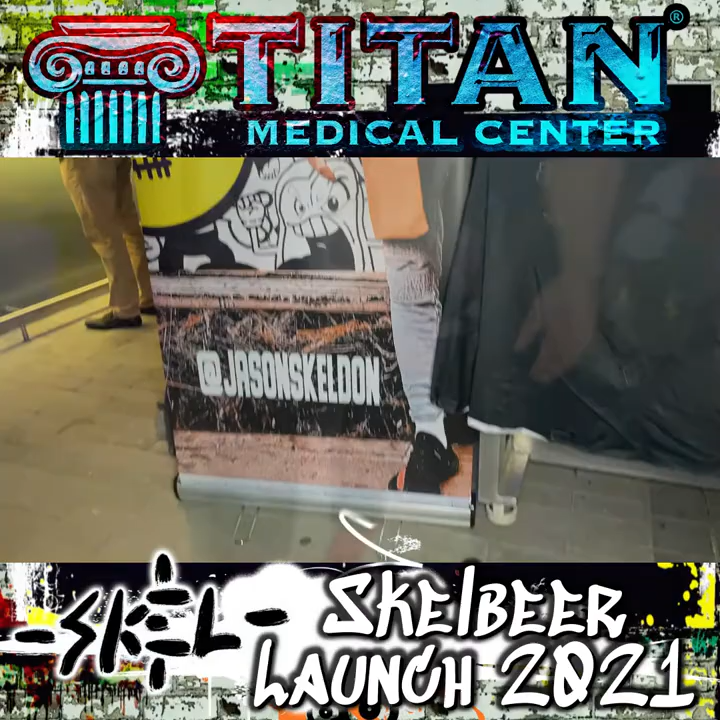 TITAN®
MEDICAL CENTER
@JASONSKELDON
-SKEL-
SKElBEER
LAUNCH 2021